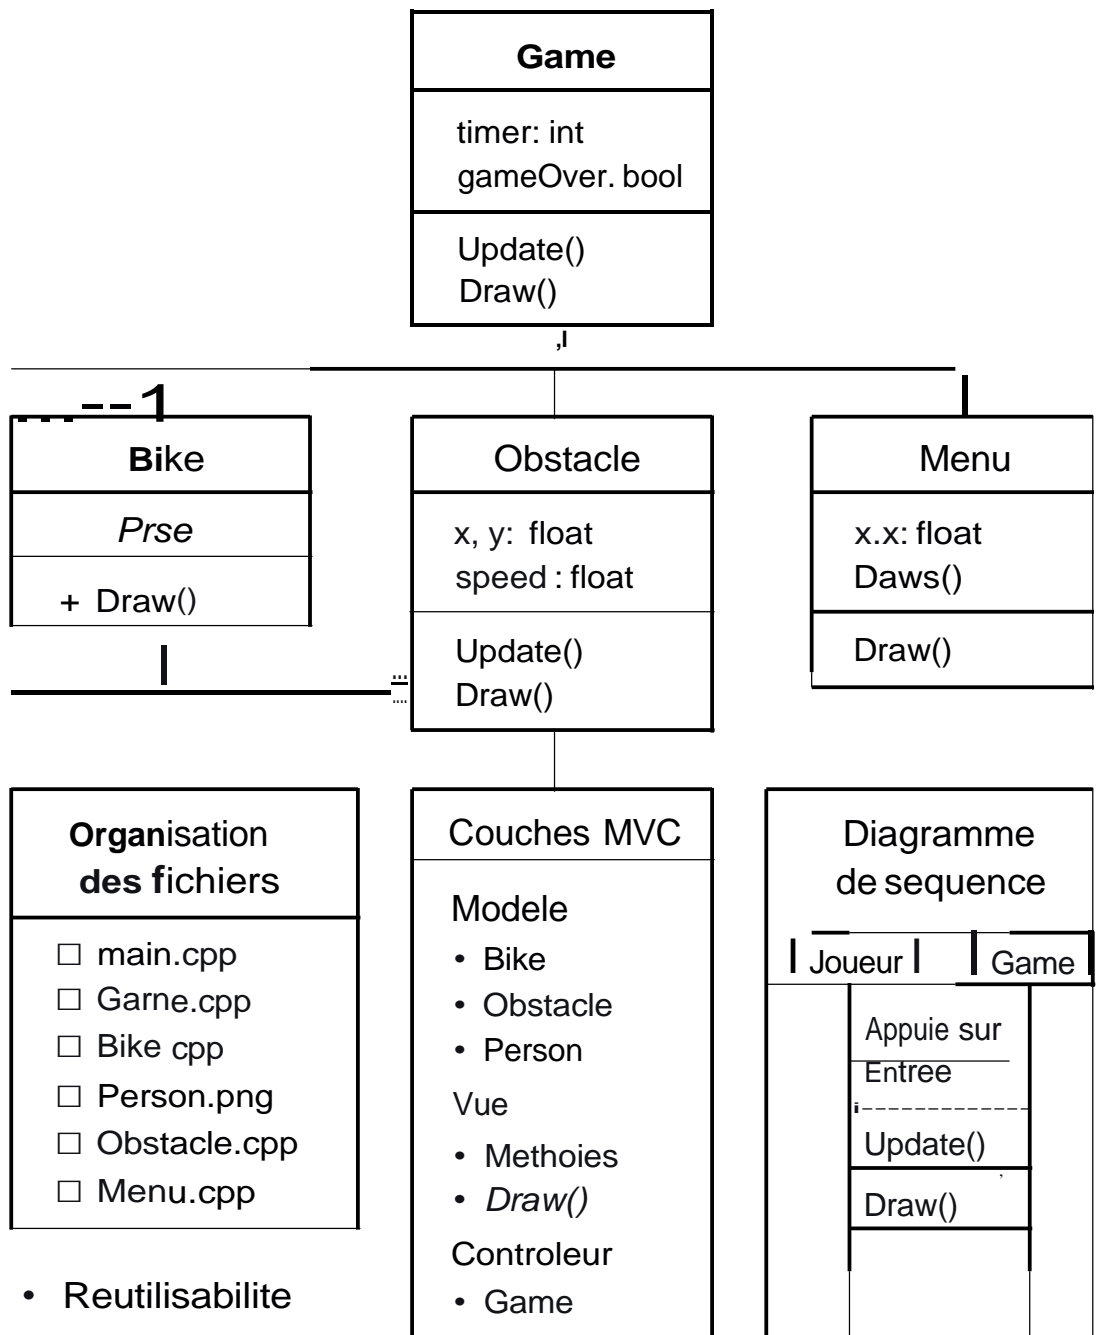 Game
timer: int
gameOver. bool
Update()
Draw()
Bike
Prse
+ Draw()
Obstacle
x, y: float
speed : float
Update()
Draw()
Menu
x.x: float
Daws()
Draw()
Organisation
des fichiers
□ main.cpp
□ Garne.cpp
□ Bike cpp
□ Person.png
□ Obstacle.cpp
□ Menu.cpp
• Reutilisabilite
Couches MVC
Modele
• Bike
• Obstacle
• Person
Vue
• Methoies
• Draw()
Controleur
• Game
Diagramme
de sequence
Joueur
Game
Appuie sur
Entree
Update()
Draw()